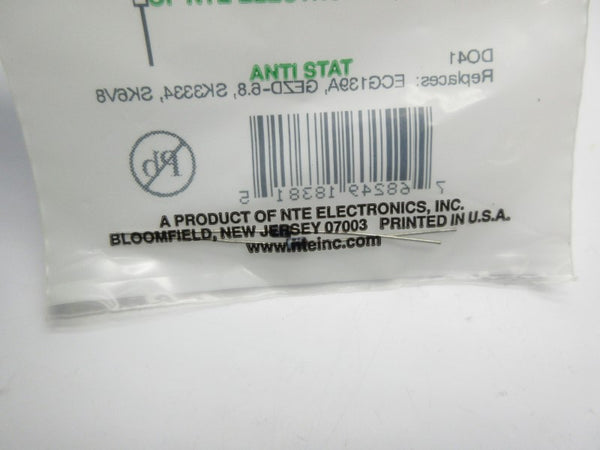 ANTI STAT
DO41
Replaces: ECG139A, GEZD-6.8, SK3334, SK6V8
Pb
7 68249 18381 5
A PRODUCT OF NTE ELECTRONICS, INC.
BLOOMFIELD, NEW JERSEY 07003 PRINTED IN U.S.A.
www.nteinc.com